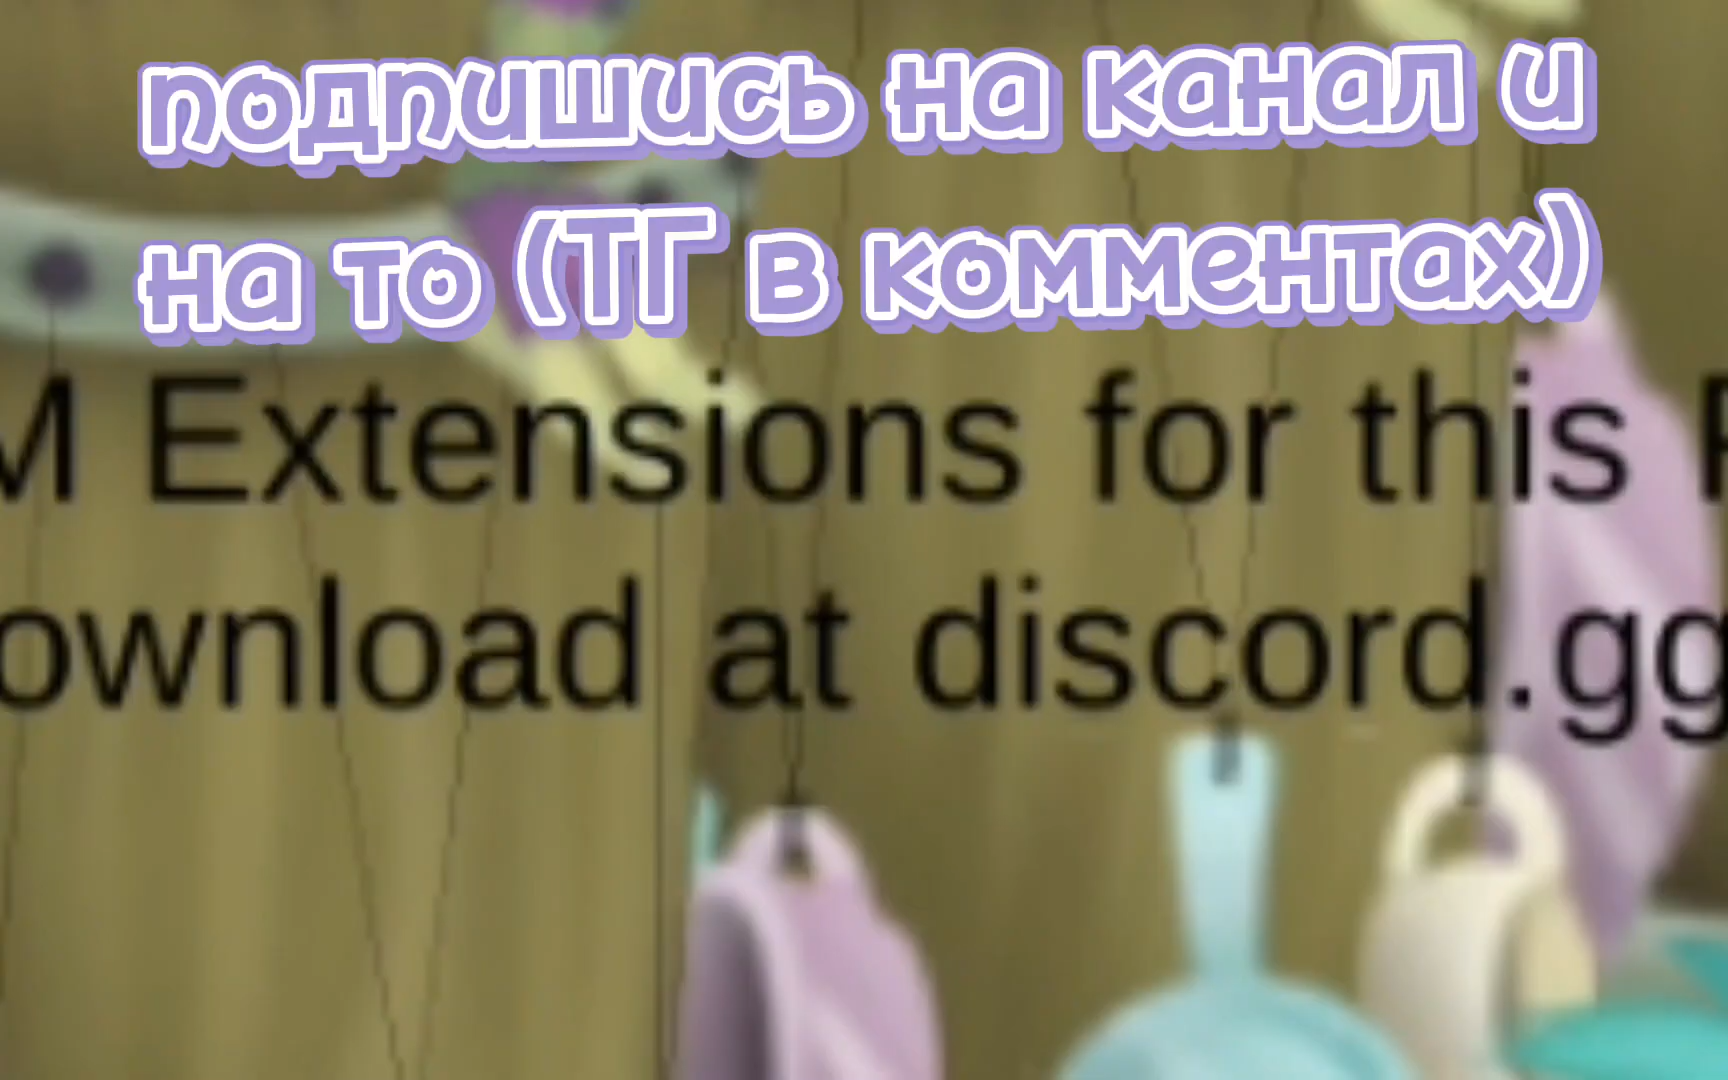 подпишись на канал и
на то (ТГ в комментах)
Extensions for this
ownload at discord.gg